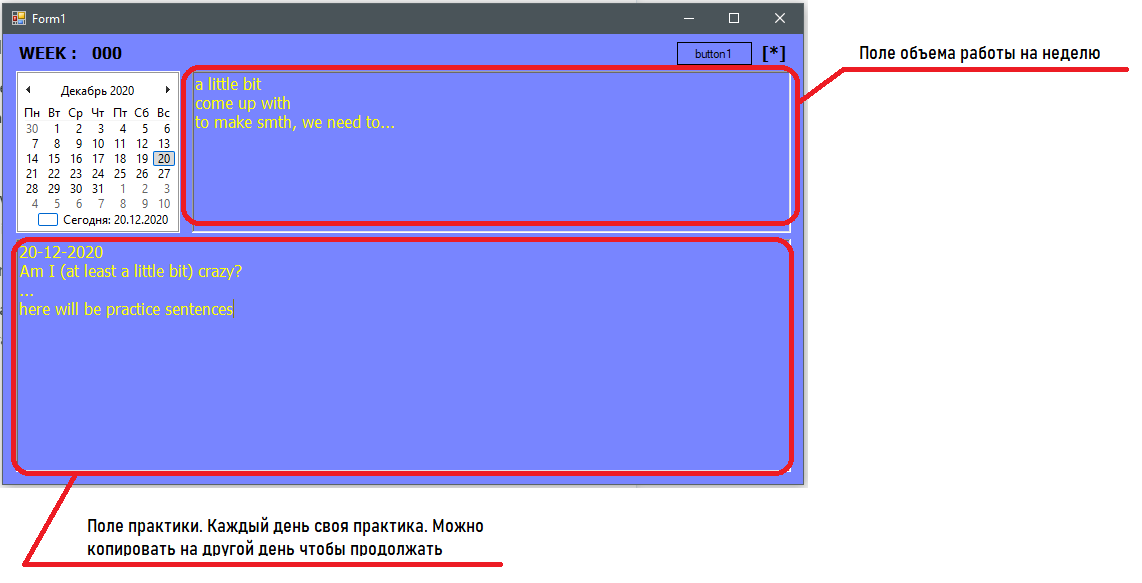 Form1
WEEK : 000
button1
[*]
Поле объема работы на неделю
Декабрь 2020
Пн Вт Ср Чт Пт Сб Вс
30 1 2 3 4 5 6
7 8 9 10 11 12 13
14 15 16 17 18 19 20
21 22 23 24 25 26 27
28 29 30 31 1 2 3
4 5 6 7 8 9 10
Сегодня: 20.12.2020
a little bit
come up with
to make smth, we need to...
20-12-2020
Am I (at least a little bit) crazy?
...
here will be practice sentences
Поле практики. Каждый день своя практика. Можно
копировать на другой день чтобы продолжать